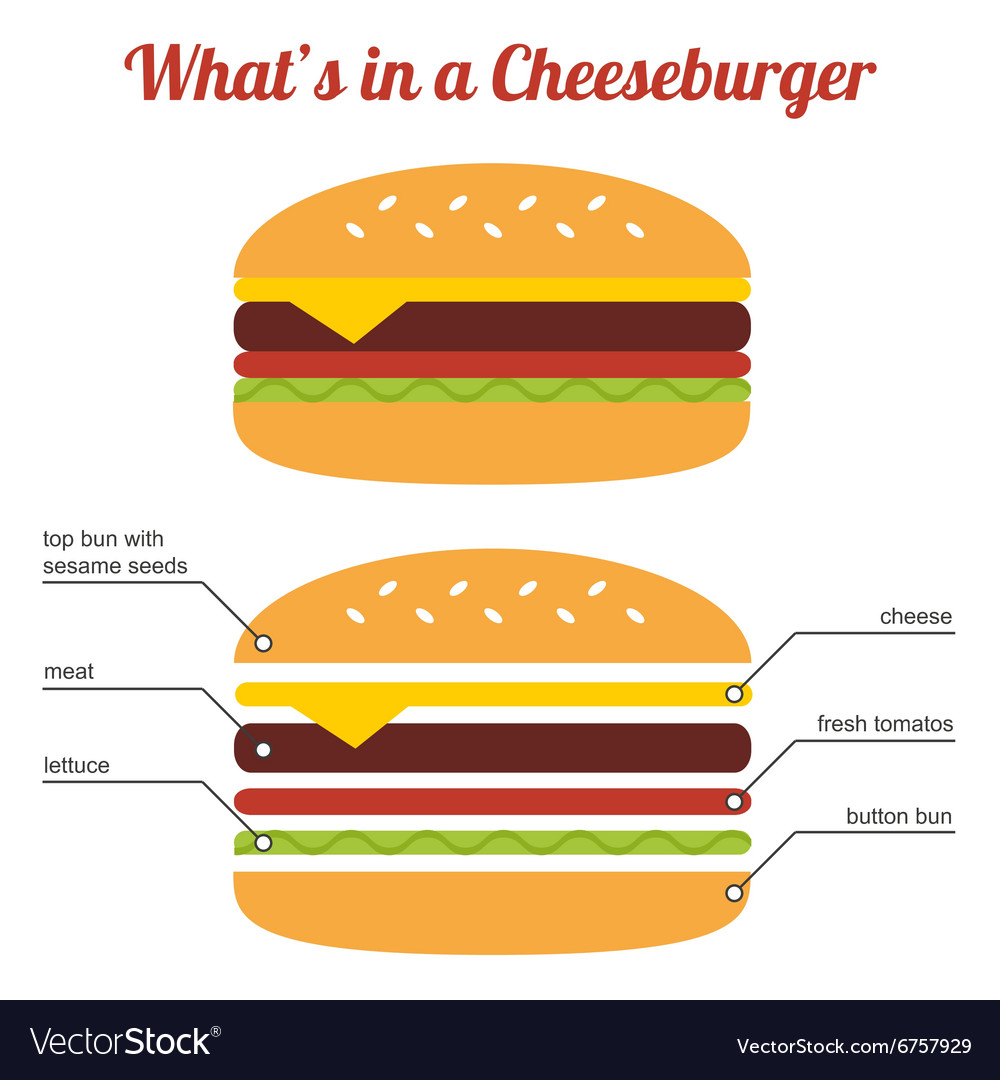 What's in a Cheeseburger
top bun with
sesame seeds
cheese
meat
fresh tomatos
lettuce
button bun
VectorStock®
VectorStock.com/6757929